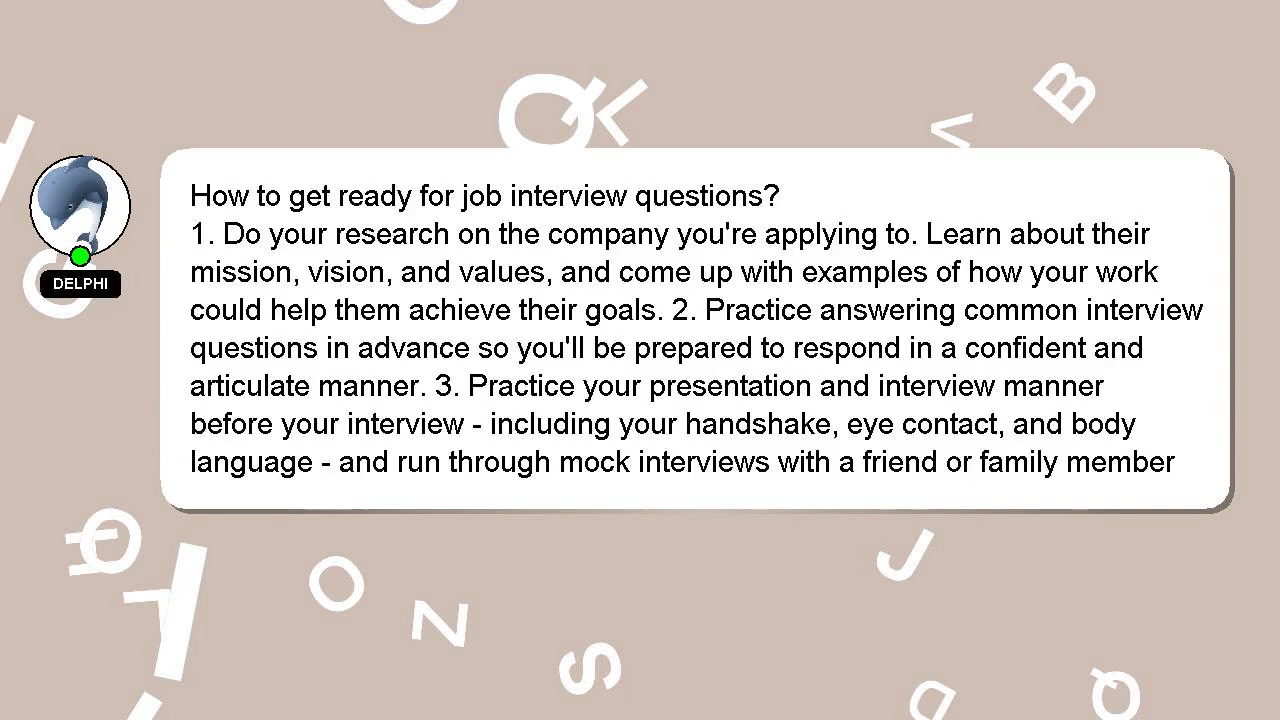 How to get ready for job interview questions?
1. Do your research on the company you're applying to. Learn about their
mission, vision, and values, and come up with examples of how your work
could help them achieve their goals. 2. Practice answering common interview
questions in advance so you'll be prepared to respond in a confident and
articulate manner. 3. Practice your presentation and interview manner
before your interview - including your handshake, eye contact, and body
language - and run through mock interviews with a friend or family member
DELPHI
Q
L
V
B
Q
O
Z
S
J
D
Q